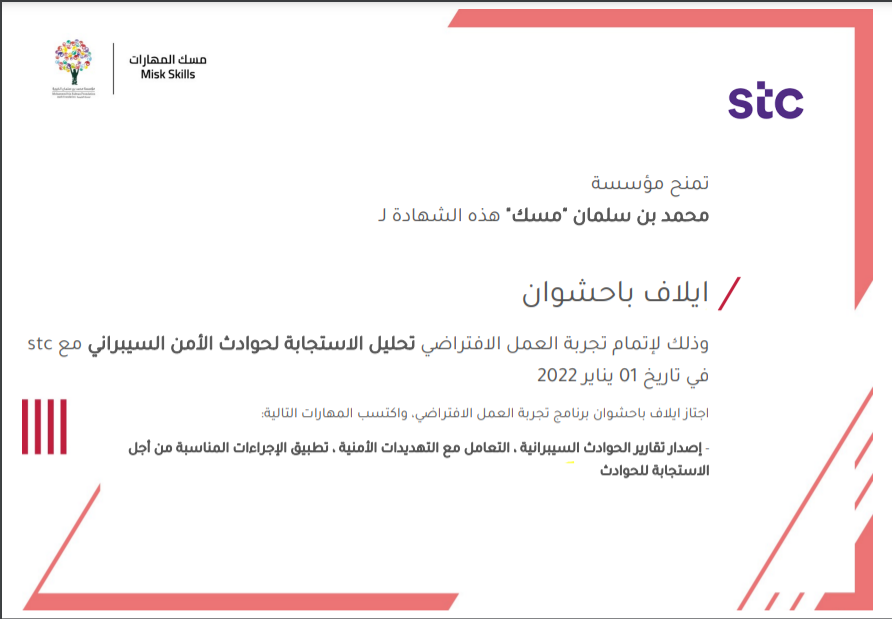 مسك المهارات
Misk Skills
stc
تمنح مؤسسة
محمد بن سلمان "مسك" هذه الشهادة لـ
ايلاف باحشوان
وذلك لإتمام تجربة العمل الافتراضي تحليل الاستجابة لحوادث الأمن السيبراني مع stc
في تاريخ 01 يناير 2022
اجتاز ايلاف باحشوان برنامج تجربة العمل الافتراضي، واكتسب المهارات التالية:
- إصدار تقارير الحوادث السيبرانية ، التعامل مع التهديدات الأمنية ، تطبيق الإجراءات المناسبة من أجل
الاستجابة للحوادث